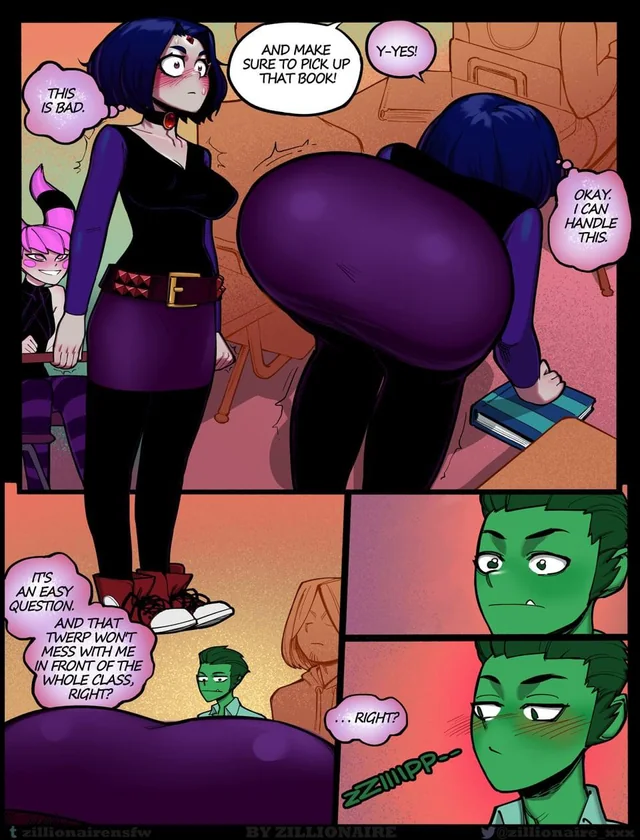 AND MAKE
SURE TO PICK UP
THAT BOOK!
Y-YES!
THIS
IS BAD.
OKAY.
I CAN
HANDLE
THIS.
IT'S
AN EASY
QUESTION.
AND THAT
TWERP WON'T
MESS WITH ME
IN FRONT OF THE
WHOLE CLASS,
RIGHT?
...RIGHT?
ZZIIIIPP--
t zillionairensfw
BY ZILLIONAIRE
@zillionaire_xxx